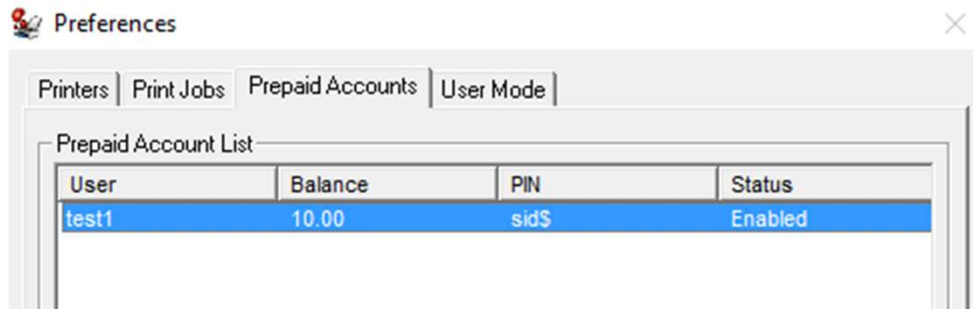 Preferences
Printers Print Jobs Prepaid Accounts User Mode
Prepaid Account List
User Balance PIN Status
test1 10.00 sid$ Enabled